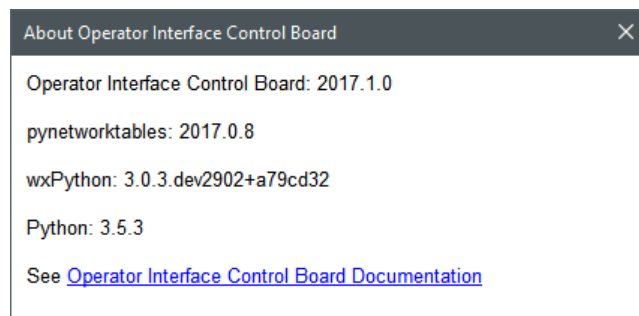 About Operator Interface Control Board
Operator Interface Control Board: 2017.1.0
pynetworktables: 2017.0.8
wxPython: 3.0.3.dev2902+a79cd32
Python: 3.5.3
See Operator Interface Control Board Documentation